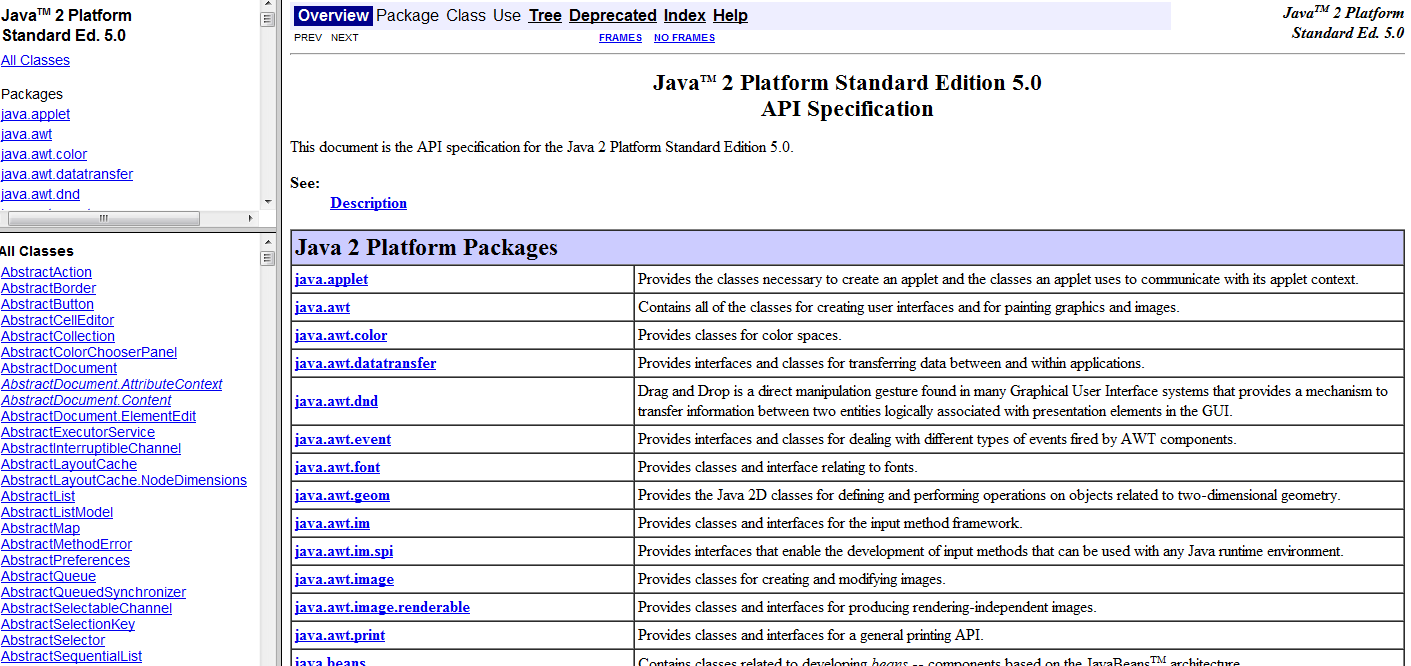 Java™ 2 Platform
Standard Ed. 5.0
All Classes
Packages
java.applet
java.awt
java.awt.color
java.awt.datatransfer
java.awt.dnd
All Classes
AbstractAction
AbstractBorder
AbstractButton
AbstractCellEditor
AbstractCollection
AbstractColorChooserPanel
AbstractDocument
AbstractDocument.AttributeContext
AbstractDocument.Content
AbstractDocument.ElementEdit
AbstractExecutorService
AbstractInterruptibleChannel
AbstractLayoutCache
AbstractLayoutCache.NodeDimensions
AbstractList
AbstractListModel
AbstractMap
AbstractMethodError
AbstractPreferences
AbstractQueue
AbstractQueuedSynchronizer
AbstractSelectableChannel
AbstractSelectionKey
AbstractSelector
AbstractSequentialList
Overview Package Class Use Tree Deprecated Index Help
PREV NEXT FRAMES NO FRAMES
Java™ 2 Platform
Standard Ed. 5.0
Java™ 2 Platform Standard Edition 5.0
API Specification
This document is the API specification for the Java 2 Platform Standard Edition 5.0.
See:
Description
Java 2 Platform Packages
java.applet Provides the classes necessary to create an applet and the classes an applet uses to communicate with its applet context.
java.awt Contains all of the classes for creating user interfaces and for painting graphics and images.
java.awt.color Provides classes for color spaces.
java.awt.datatransfer Provides interfaces and classes for transferring data between and within applications.
java.awt.dnd Drag and Drop is a direct manipulation gesture found in many Graphical User Interface systems that provides a mechanism to
transfer information between two entities logically associated with presentation elements in the GUI.
java.awt.event Provides interfaces and classes for dealing with different types of events fired by AWT components.
java.awt.font Provides classes and interface relating to fonts.
java.awt.geom Provides the Java 2D classes for defining and performing operations on objects related to two-dimensional geometry.
java.awt.im Provides classes and interfaces for the input method framework.
java.awt.im.spi Provides interfaces that enable the development of input methods that can be used with any Java runtime environment.
java.awt.image Provides classes for creating and modifying images.
java.awt.image.renderable Provides classes and interfaces for producing rendering-independent images.
java.awt.print Provides classes and interfaces for a general printing API.
java.beans Contains classes related to developing beans -- components based on the JavaBeans™ architecture.